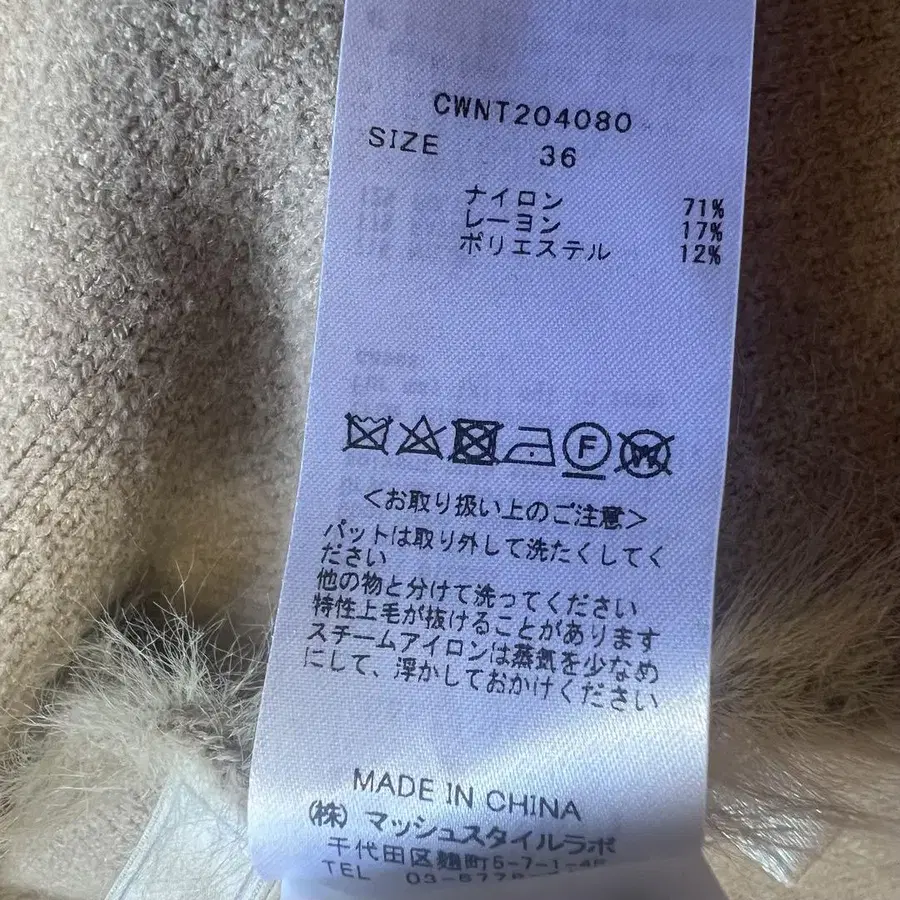 CWNT204080
SIZE 36
ナイロン 71%
レーヨン 17%
ポリエステル 12%
F
W
<お取り扱い上のご注意>
パットは取り外して洗たくしてく
ださい
他の物と分けて洗ってください
特性上毛が抜けることがあります
スチームアイロンは蒸気を少なめ
にして、浮かしておかけください
MADE IN CHINA
(株) マッシュスタイルラボ
千代田区麹町5-7-1
TEL 03-